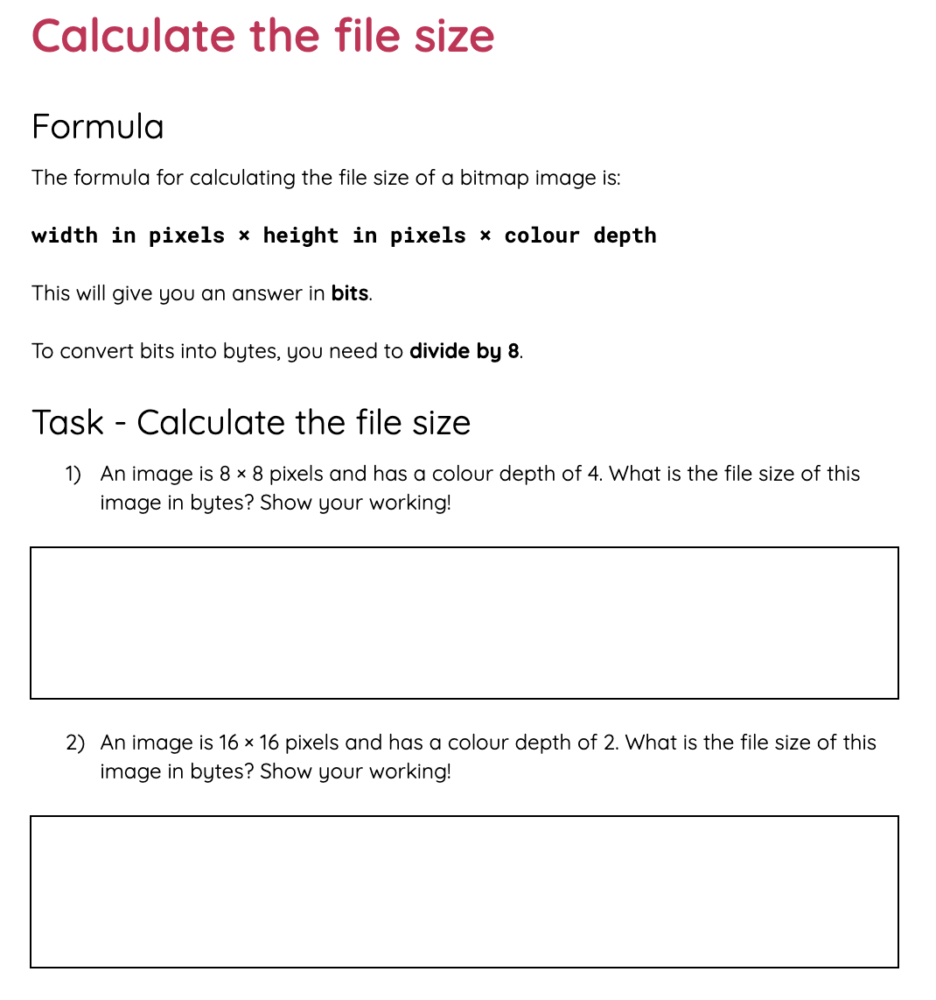 Calculate the file size
Formula
The formula for calculating the file size of a bitmap image is:
width in pixels × height in pixels × colour depth
This will give you an answer in bits.
To convert bits into bytes, you need to divide by 8.
Task - Calculate the file size
1) An image is 8 × 8 pixels and has a colour depth of 4. What is the file size of this
image in bytes? Show your working!
2) An image is 16 × 16 pixels and has a colour depth of 2. What is the file size of this
image in bytes? Show your working!